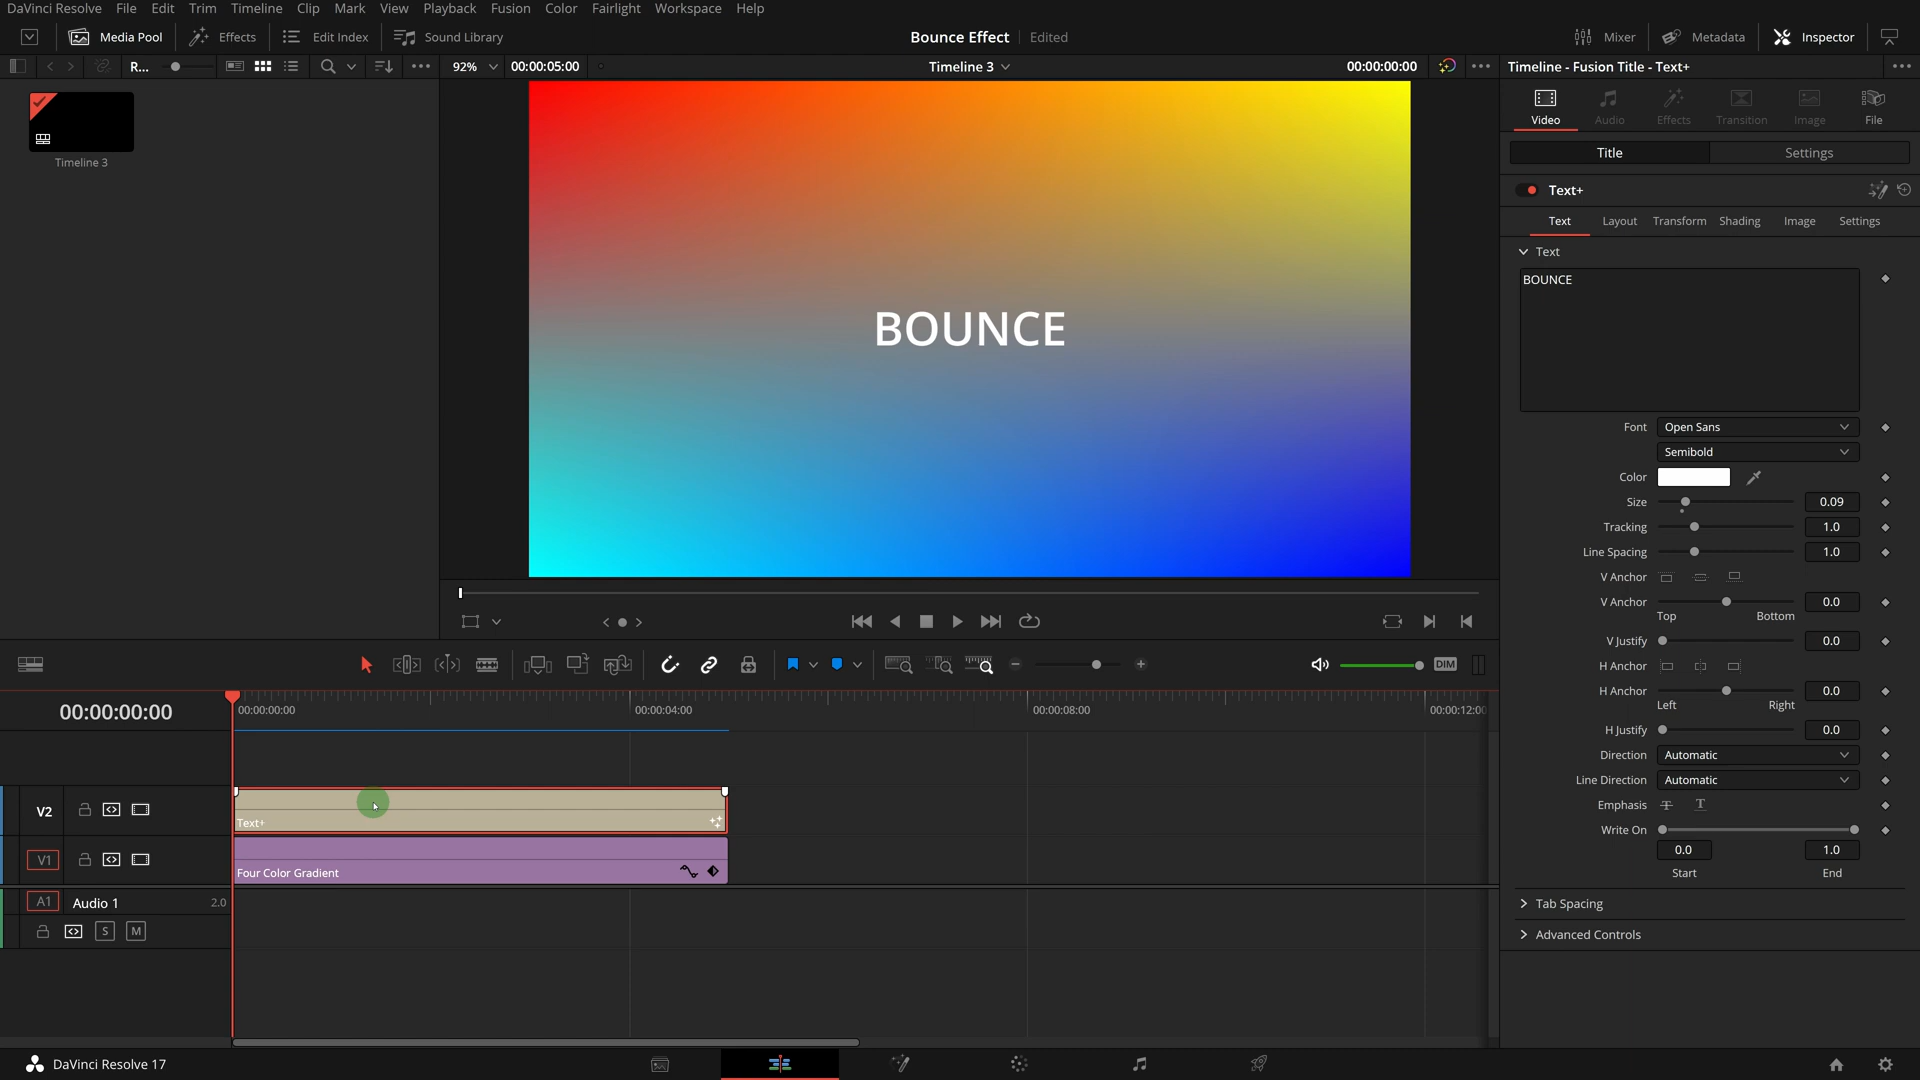 DaVinci Resolve File Edit Trim Timeline Clip Mark View Playback Fusion Color Fairlight Workspace Help
Media Pool Effects Edit Index Sound Library Bounce Effect Edited Mixer Metadata Inspector
R... 92% 00:00:05:00 Timeline 3 00:00:00:00 Timeline - Fusion Title - Text+
Timeline 3
Video Audio Effects Transition Image File
Title Settings
Text+
Text Layout Transform Shading Image Settings
Text
BOUNCE
BOUNCE
Font Open Sans
Semibold
Color
Size 0.09
Tracking 1.0
Line Spacing 1.0
V Anchor
V Anchor 0.0
Top Bottom
V Justify 0.0
H Anchor
H Anchor 0.0
Left Right
H Justify 0.0
Direction Automatic
Line Direction Automatic
Emphasis T T
Write On
0.0 1.0
Start End
Tab Spacing
Advanced Controls
DIM
00:00:00:00 00:00:00:00 00:00:04:00 00:00:08:00 00:00:12:00
V2 Text+
V1 Four Color Gradient
A1 Audio 1 2.0
S M
DaVinci Resolve 17